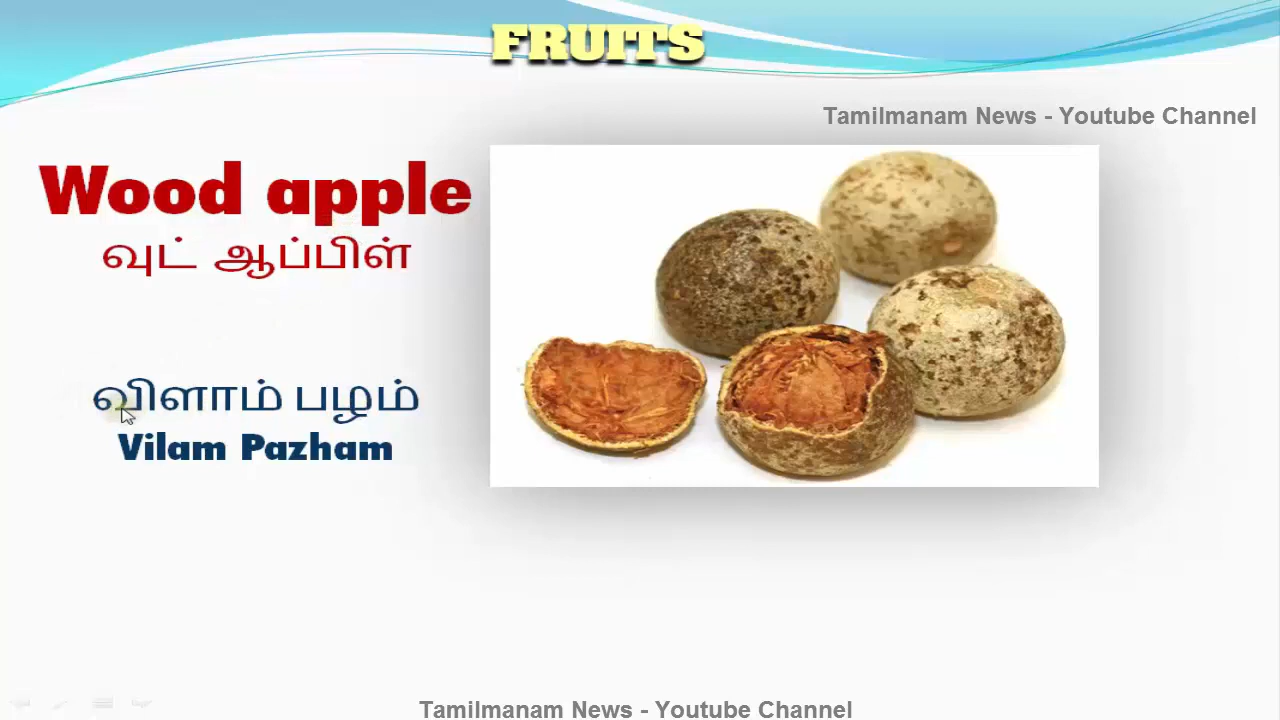 FRUITS
Tamilmanam News - Youtube Channel
Wood apple
வுட் ஆப்பிள்
விளாம் பழம்
Vilam Pazham
Tamilmanam News - Youtube Channel